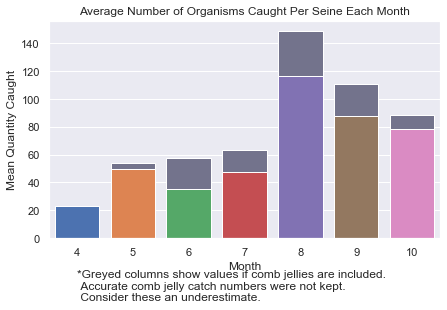 Average Number of Organisms Caught Per Seine Each Month
Mean Quantity Caught
140
120
100
80
60
40
20
0
4 5 6 7 8 9 10
Month
*Greyed columns show values if comb jellies are included.
Accurate comb jelly catch numbers were not kept.
Consider these an underestimate.